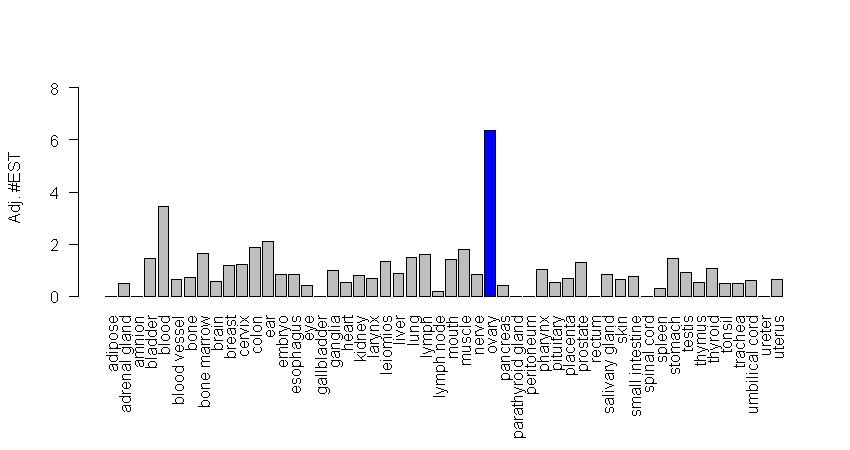 Adj. #EST
8
6
4
2
0
adipose
adrenal gland
amnion
bladder
blood
blood vessel
bone
bone marrow
brain
breast
cervix
colon
ear
embryo
esophagus
eye
gallbladder
ganglia
heart
kidney
larynx
leiomios
liver
lung
lymph
lymph node
mouth
muscle
nerve
ovary
pancreas
parathyroid gland
peritoneum
pharynx
pituitary
placenta
prostate
rectum
salivary gland
skin
small intestine
spinal cord
spleen
stomach
testis
thymus
thyroid
tonsil
trachea
umbilical cord
ureter
uterus